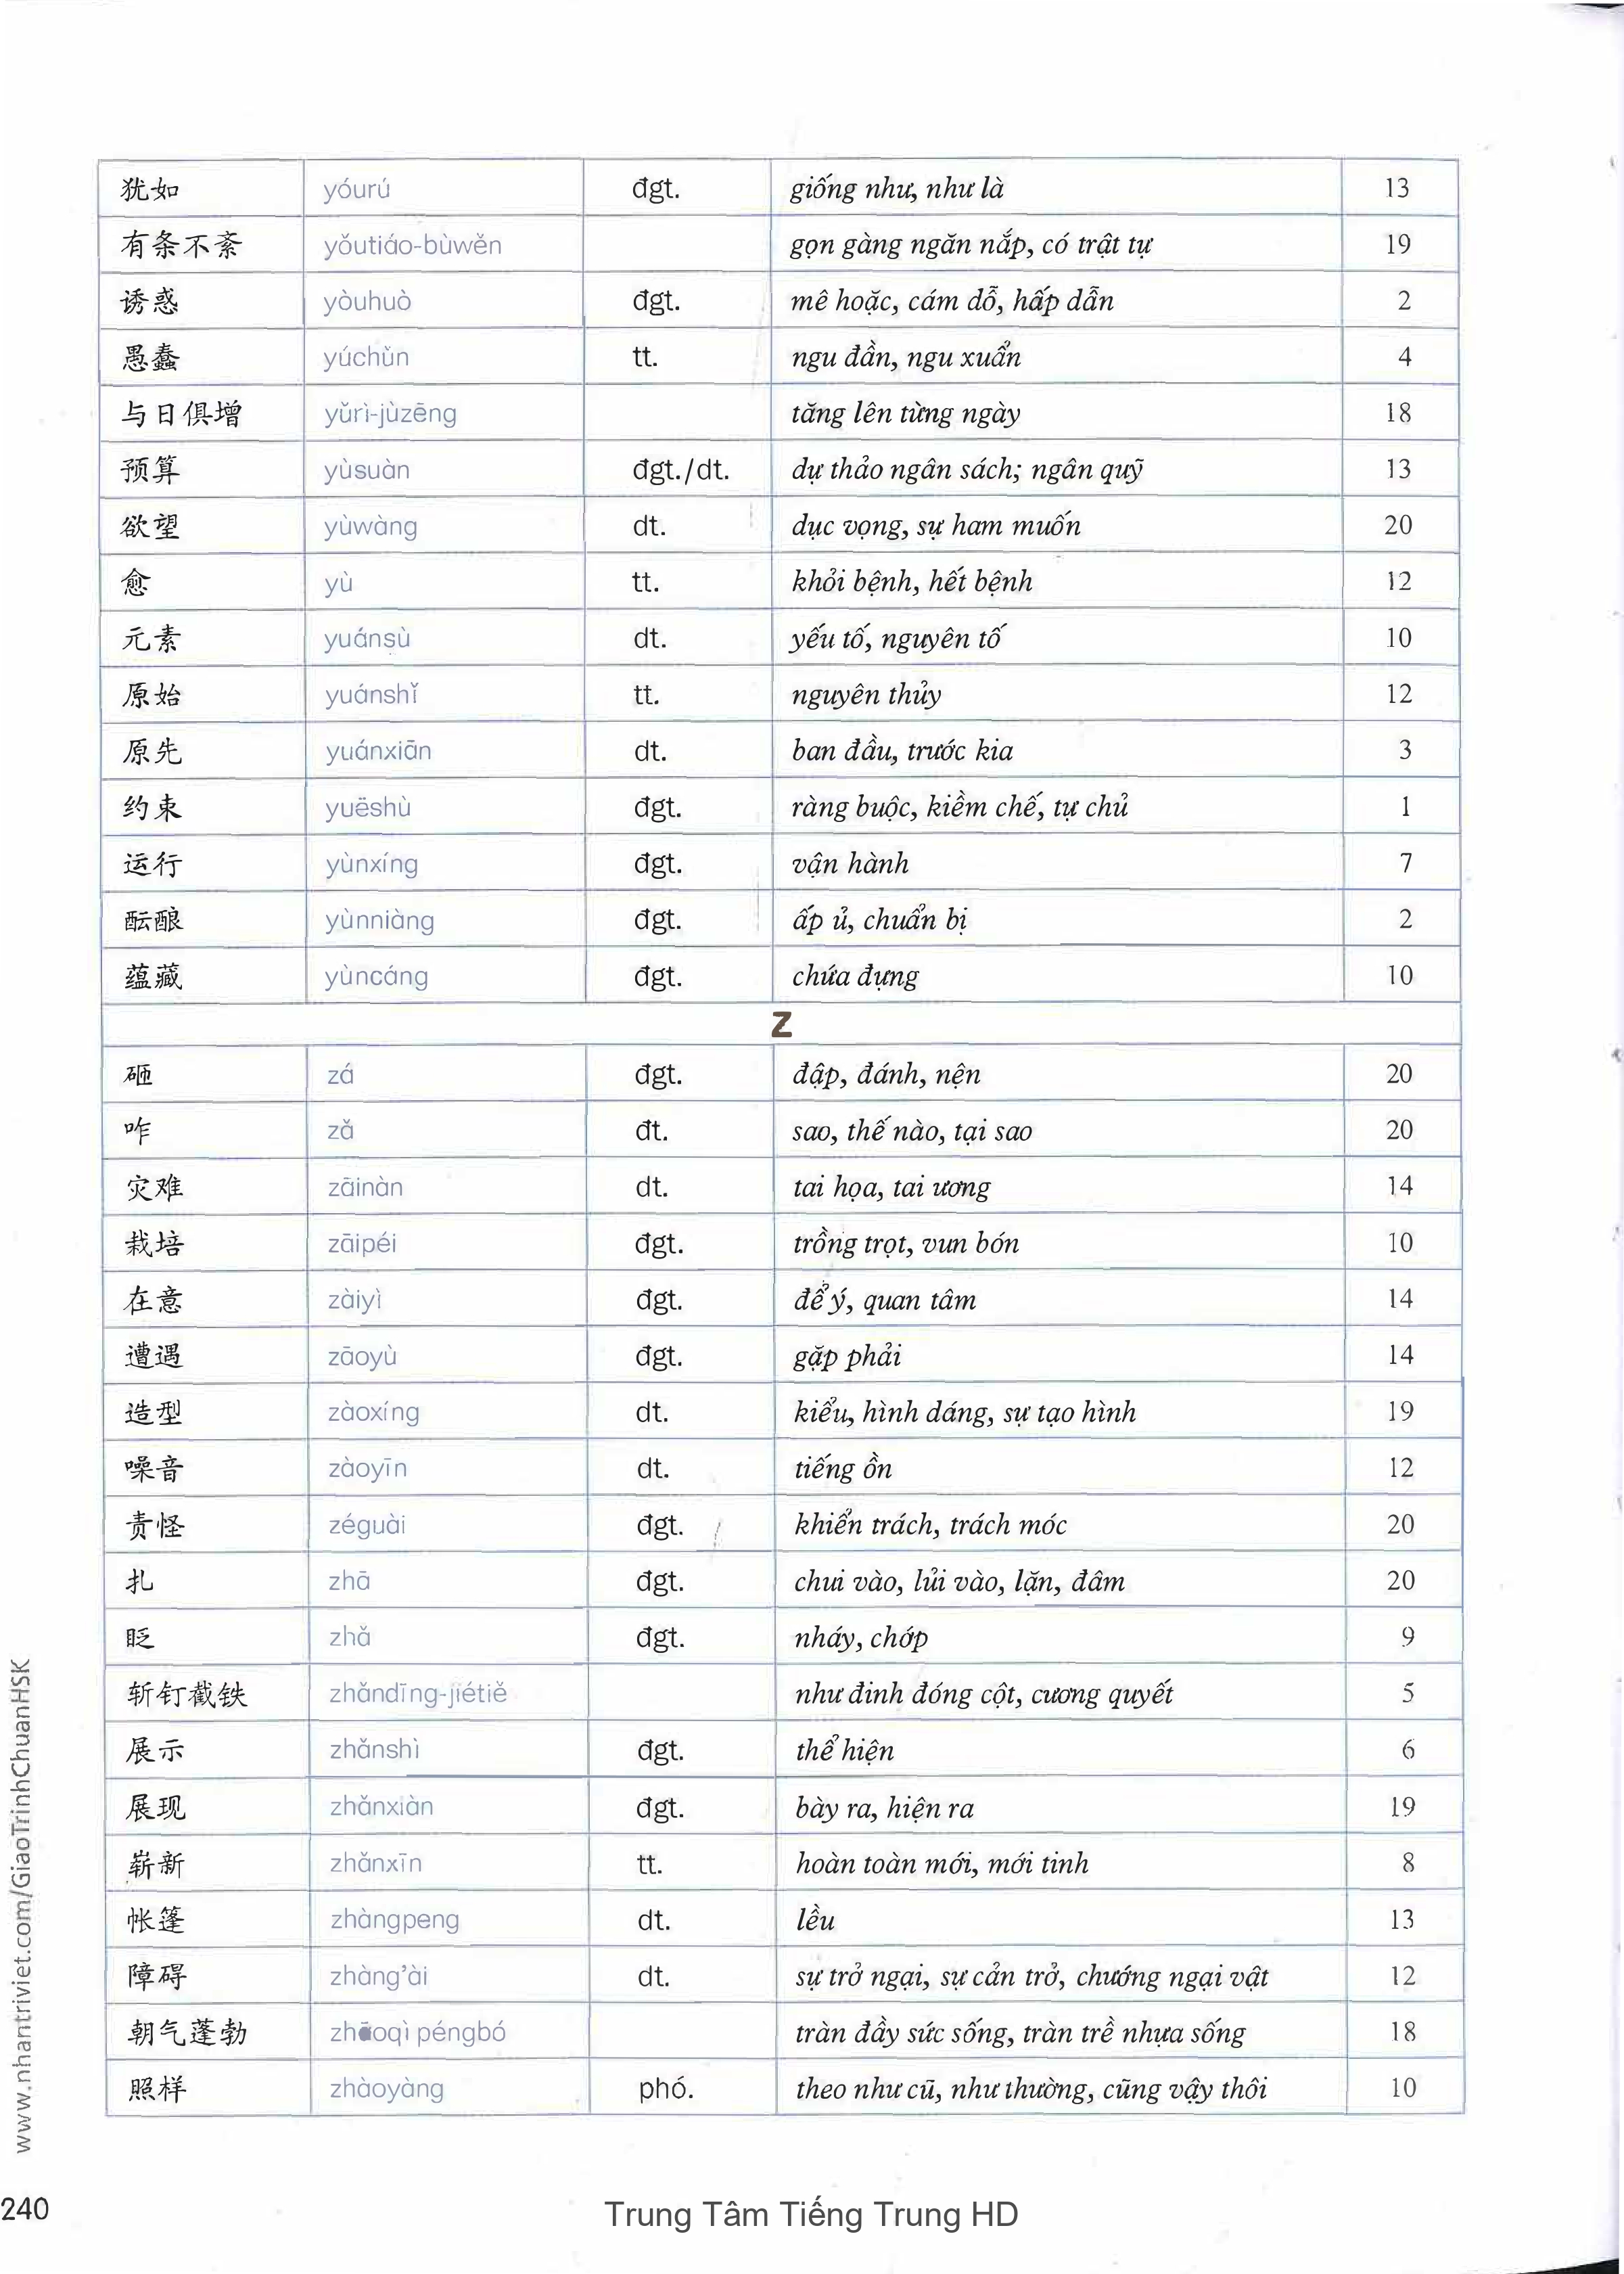 犹如 yóurú đgt. giống như, như là 13
有条不紊 yǒutiáo-bùwěn gọn gàng ngăn nắp, có trật tự 19
诱惑 yòuhuò đgt. mê hoặc, cám dỗ, hấp dẫn 2
愚蠢 yúchǔn tt. ngu đần, ngu xuẩn 4
与日俱增 yǔrì-jùzēng tăng lên từng ngày 18
预算 yùsuàn đgt./dt. dự thảo ngân sách; ngân quỹ 13
欲望 yùwàng dt. dục vọng, sự ham muốn 20
愈 yù tt. khỏi bệnh, hết bệnh 12
元素 yuánsù dt. yếu tố, nguyên tố 10
原始 yuánshǐ tt. nguyên thủy 12
原先 yuánxiān dt. ban đầu, trước kia 3
约束 yuēshù đgt. ràng buộc, kiềm chế, tự chủ 1
运行 yùnxíng đgt. vận hành 7
酝酿 yùnniàng đgt. ấp ủ, chuẩn bị 2
蕴藏 yùncáng đgt. chứa đựng 10
Z
砸 zá đgt. đập, đánh, nện 20
咋 zǎ đt. sao, thế nào, tại sao 20
灾难 zāinàn dt. tai họa, tai ương 14
栽培 zāipéi đgt. trồng trọt, vun bón 10
在意 zàiyì đgt. để ý, quan tâm 14
遭遇 zāoyù đgt. gặp phải 14
造型 zàoxíng dt. kiểu, hình dáng, sự tạo hình 19
噪音 zàoyīn dt. tiếng ồn 12
责怪 zéguài đgt. khiển trách, trách móc 20
扎 zhā đgt. chui vào, lủi vào, lặn, đâm 20
眨 zhǎ đgt. nháy, chớp 9
斩钉截铁 zhǎndīng-jiétiě như đinh đóng cột, cương quyết 5
展示 zhǎnshì đgt. thể hiện 6
展现 zhǎnxiàn đgt. bày ra, hiện ra 19
崭新 zhǎnxīn tt. hoàn toàn mới, mới tinh 8
帐篷 zhàngpeng dt. lều 13
障碍 zhàng’ài dt. sự trở ngại, sự cản trở, chướng ngại vật 12
朝气蓬勃 zhāoqì péngbó tràn đầy sức sống, tràn trề nhựa sống 18
照样 zhàoyàng phó. theo như cũ, như thường, cũng vậy thôi 10
www.nhantriviet.com/GiaoTrinhChuanHSK
240
Trung Tâm Tiếng Trung HD